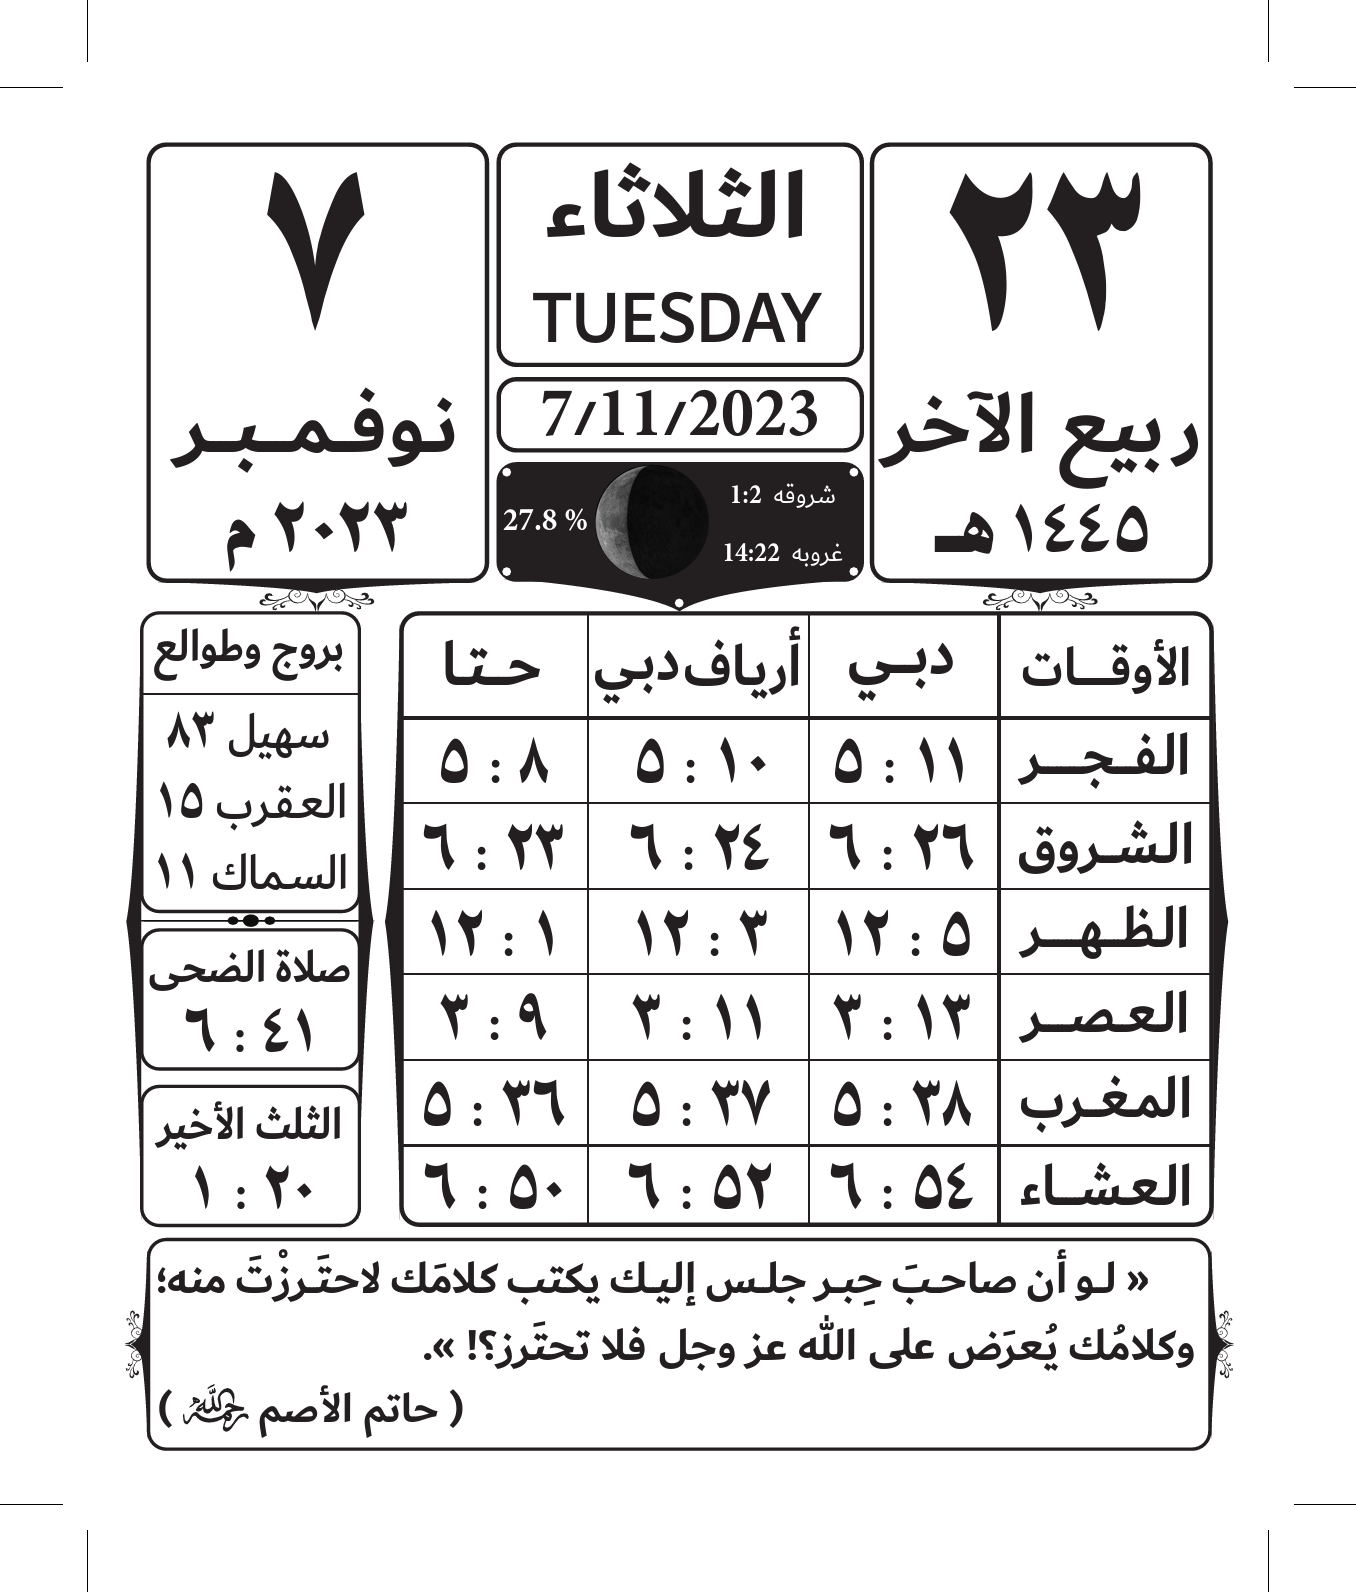 ٢٣
ربيع الآخر
١٤٤٥ هـ
الثلاثاء
TUESDAY
7/11/2023
شروقه 1:2
غروبه 14:22
27.8 %
٧
نوفمبر
٢٠٢٣ م
الأوقات دبي أرياف دبي حتا
الفجر ٥ : ١١ ٥ : ١٠ ٥ : ٨
الشروق ٦ : ٢٦ ٦ : ٢٤ ٦ : ٢٣
الظهر ١٢ : ٥ ١٢ : ٣ ١٢ : ١
العصر ٣ : ١٣ ٣ : ١١ ٣ : ٩
المغرب ٥ : ٣٨ ٥ : ٣٧ ٥ : ٣٦
العشاء ٦ : ٥٤ ٦ : ٥٢ ٦ : ٥٠
بروج وطوالع
سهيل ٨٣
العقرب ١٥
السماك ١١
صلاة الضحى
٦ : ٤١
الثلث الأخير
١ : ٢٠
« لو أن صاحبَ حِبر جلس إليك يكتب كلامَك لاحتَرزْتَ منه؛
وكلامُك يُعرَض على الله عز وجل فلا تحتَرز؟! ».
( حاتم الأصم رحمه الله )